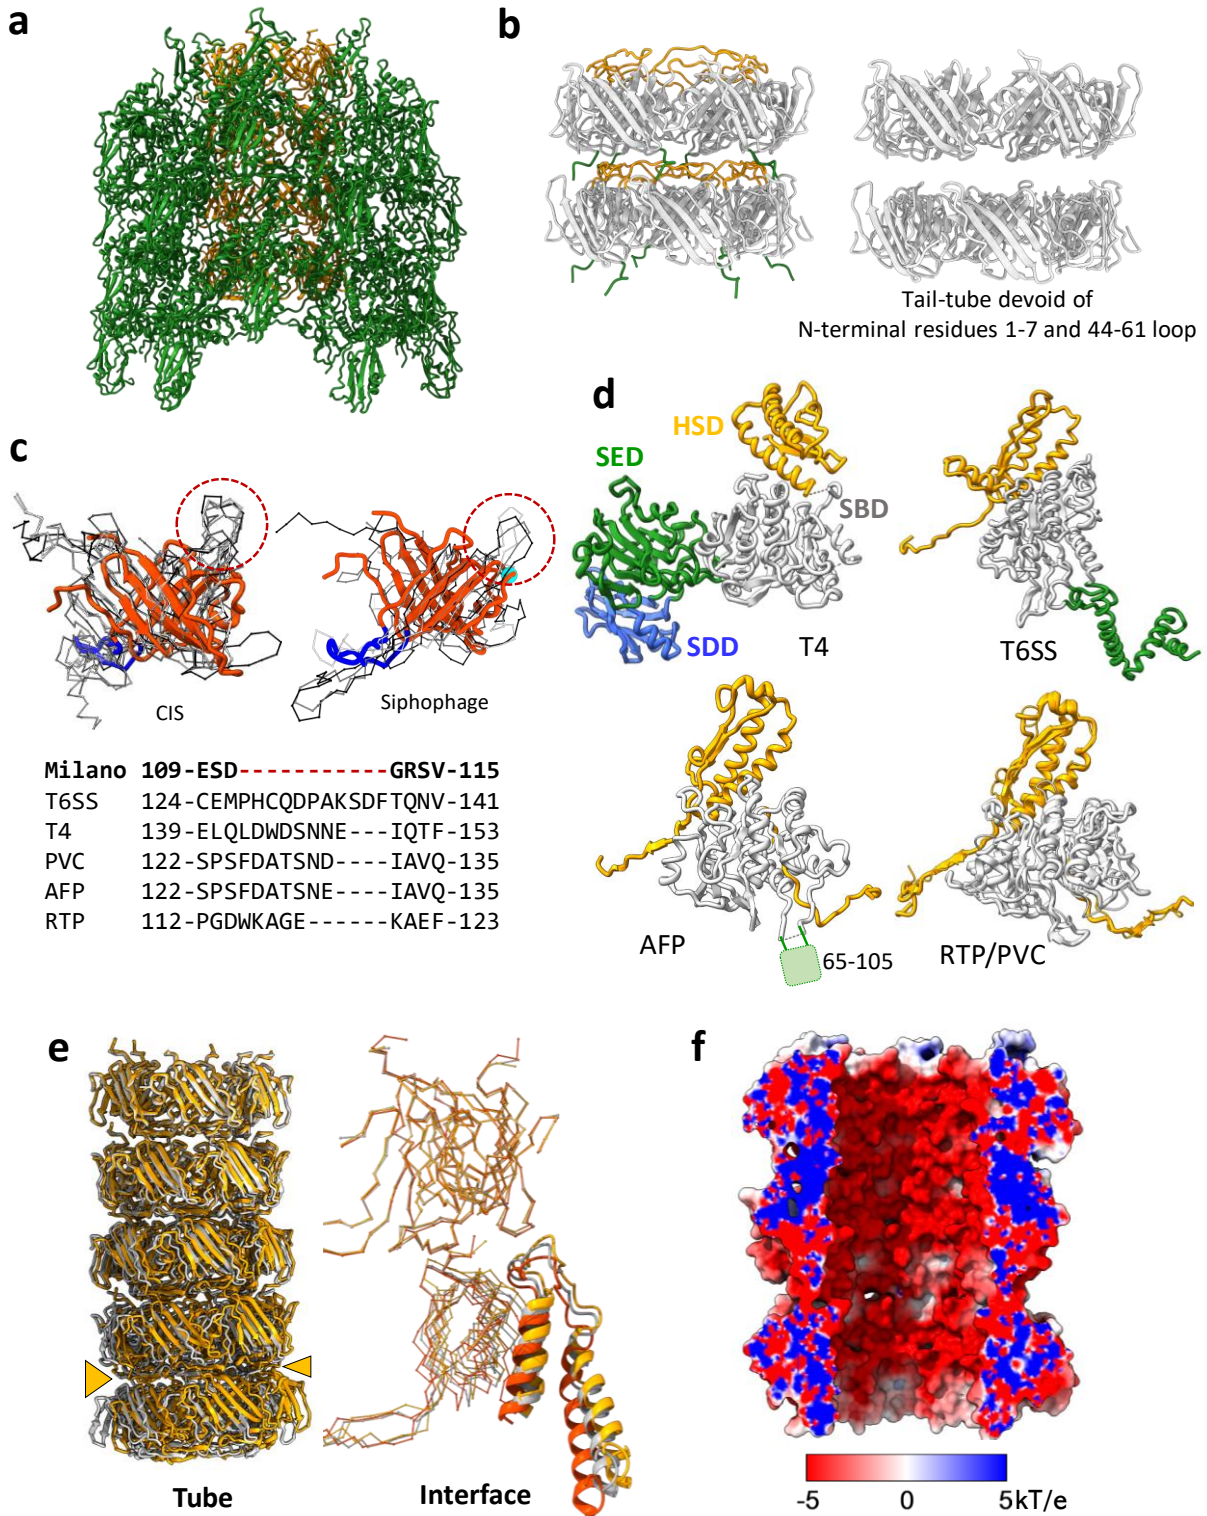 a
b
Tail-tube devoid of
N-terminal residues 1-7 and 44-61 loop
c
CIS
Siphophage
Milano 109-ESD-----------GRSV-115
T6SS 124-CEMPHCQDPAKSDFTQNV-141
T4 139-ELQLDWDSNNE---IQTF-153
PVC 122-SPSFDATSND----IAVQ-135
AFP 122-SPSFDATSNE----IAVQ-135
RTP 112-PGDWKAGE------KAEF-123
d
HSD
SED
SBD
SDD
T4
T6SS
AFP
65-105
RTP/PVC
e
Tube
Interface
f
-5 0 5kT/e